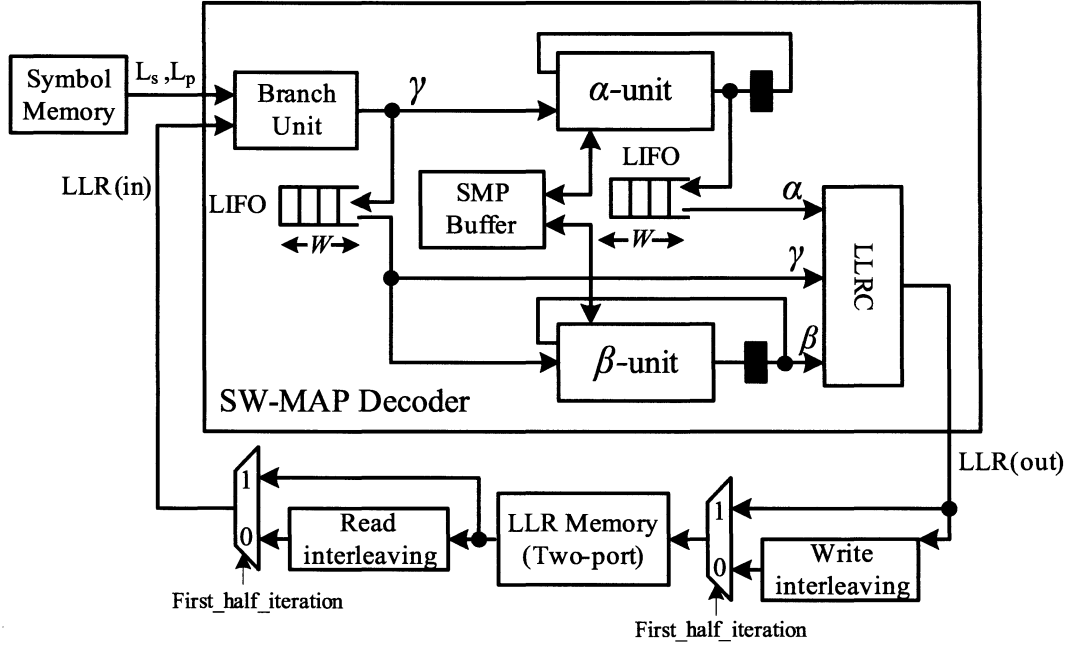 Symbol
Memory
Lₛ ,Lₚ
LLR(in)
Branch
Unit
γ
α-unit
LIFO
W
SMP
Buffer
LIFO
W
α
γ
β
LLRC
β-unit
SW-MAP Decoder
LLR(out)
1
0
Read
interleaving
LLR Memory
(Two-port)
1
0
Write
interleaving
First_half_iteration
First_half_iteration